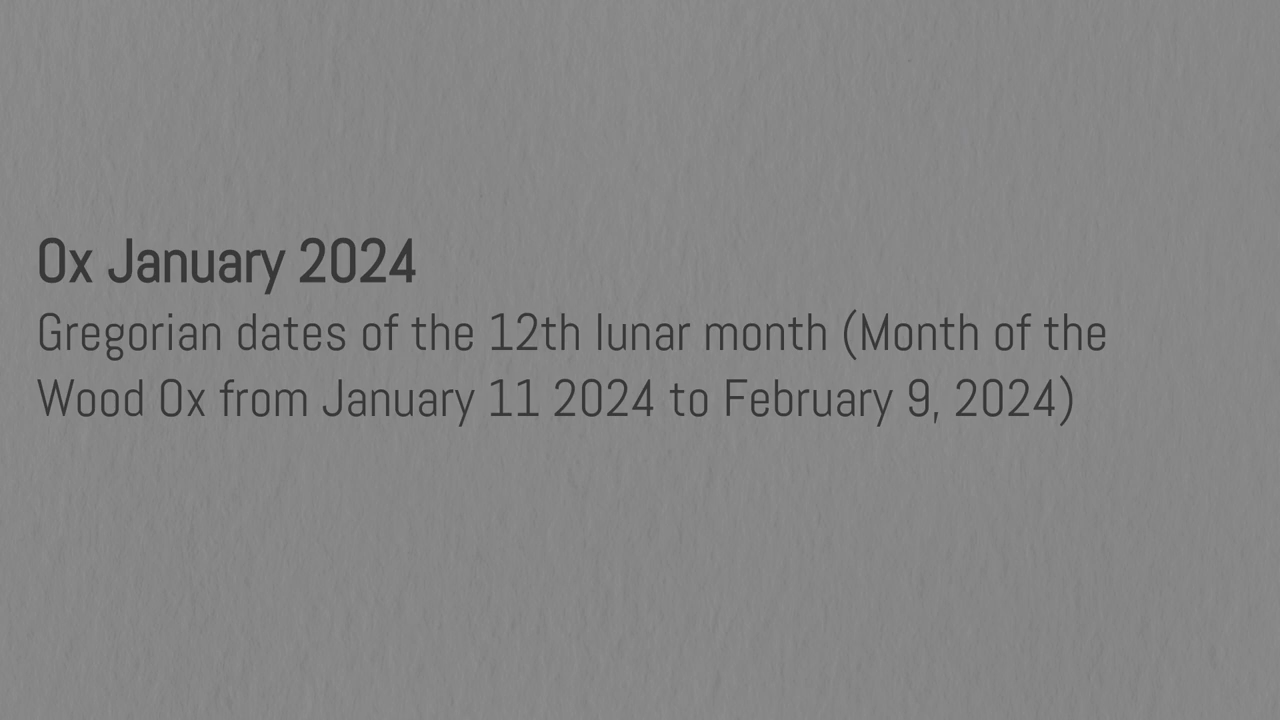 Ox January 2024
Gregorian dates of the 12th lunar month (Month of the
Wood Ox from January 11 2024 to February 9, 2024)